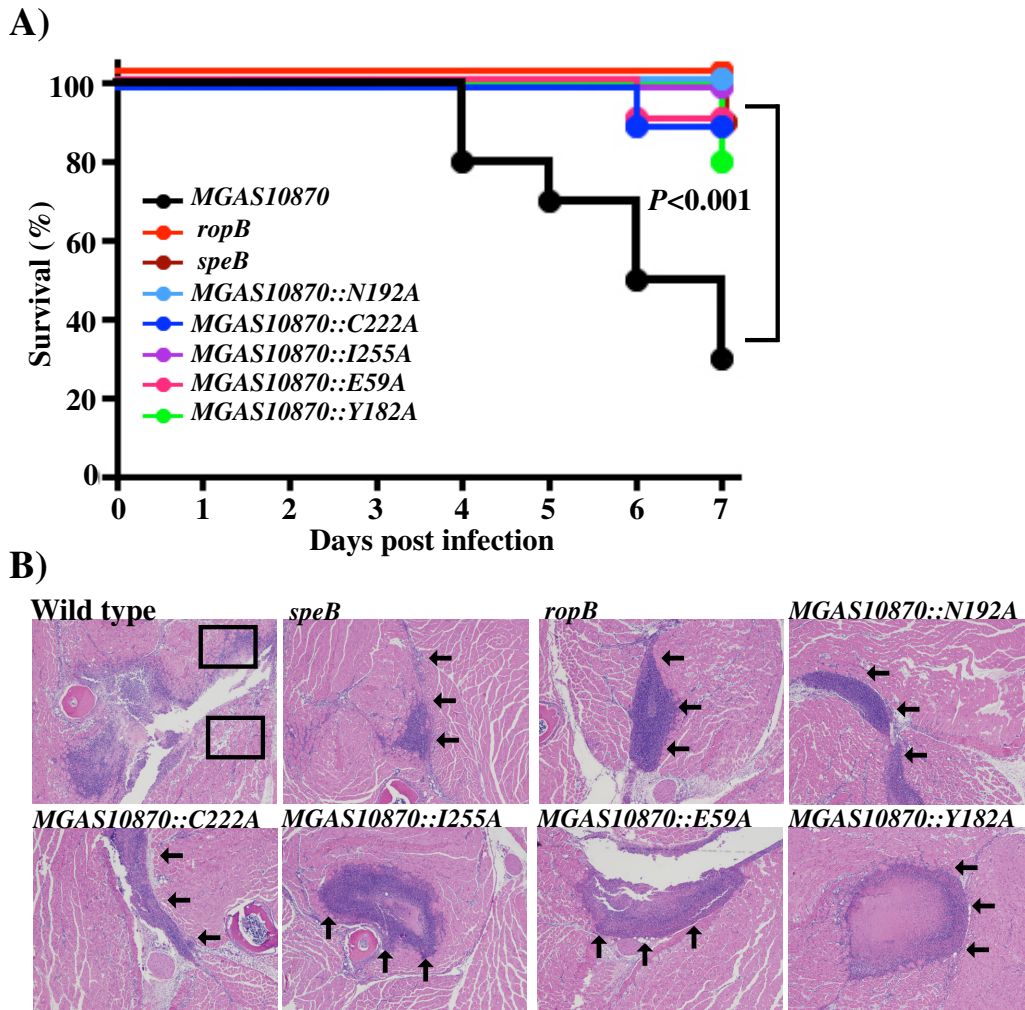 A)
100
80
60
40
20
0
Survival (%)
MGAS10870
ropB
speB
MGAS10870::N192A
MGAS10870::C222A
MGAS10870::I255A
MGAS10870::E59A
MGAS10870::Y182A
P<0.001
0 1 2 3 4 5 6 7
Days post infection
B)
Wild type speB ropB MGAS10870::N192A
MGAS10870::C222A MGAS10870::I255A MGAS10870::E59A MGAS10870::Y182A